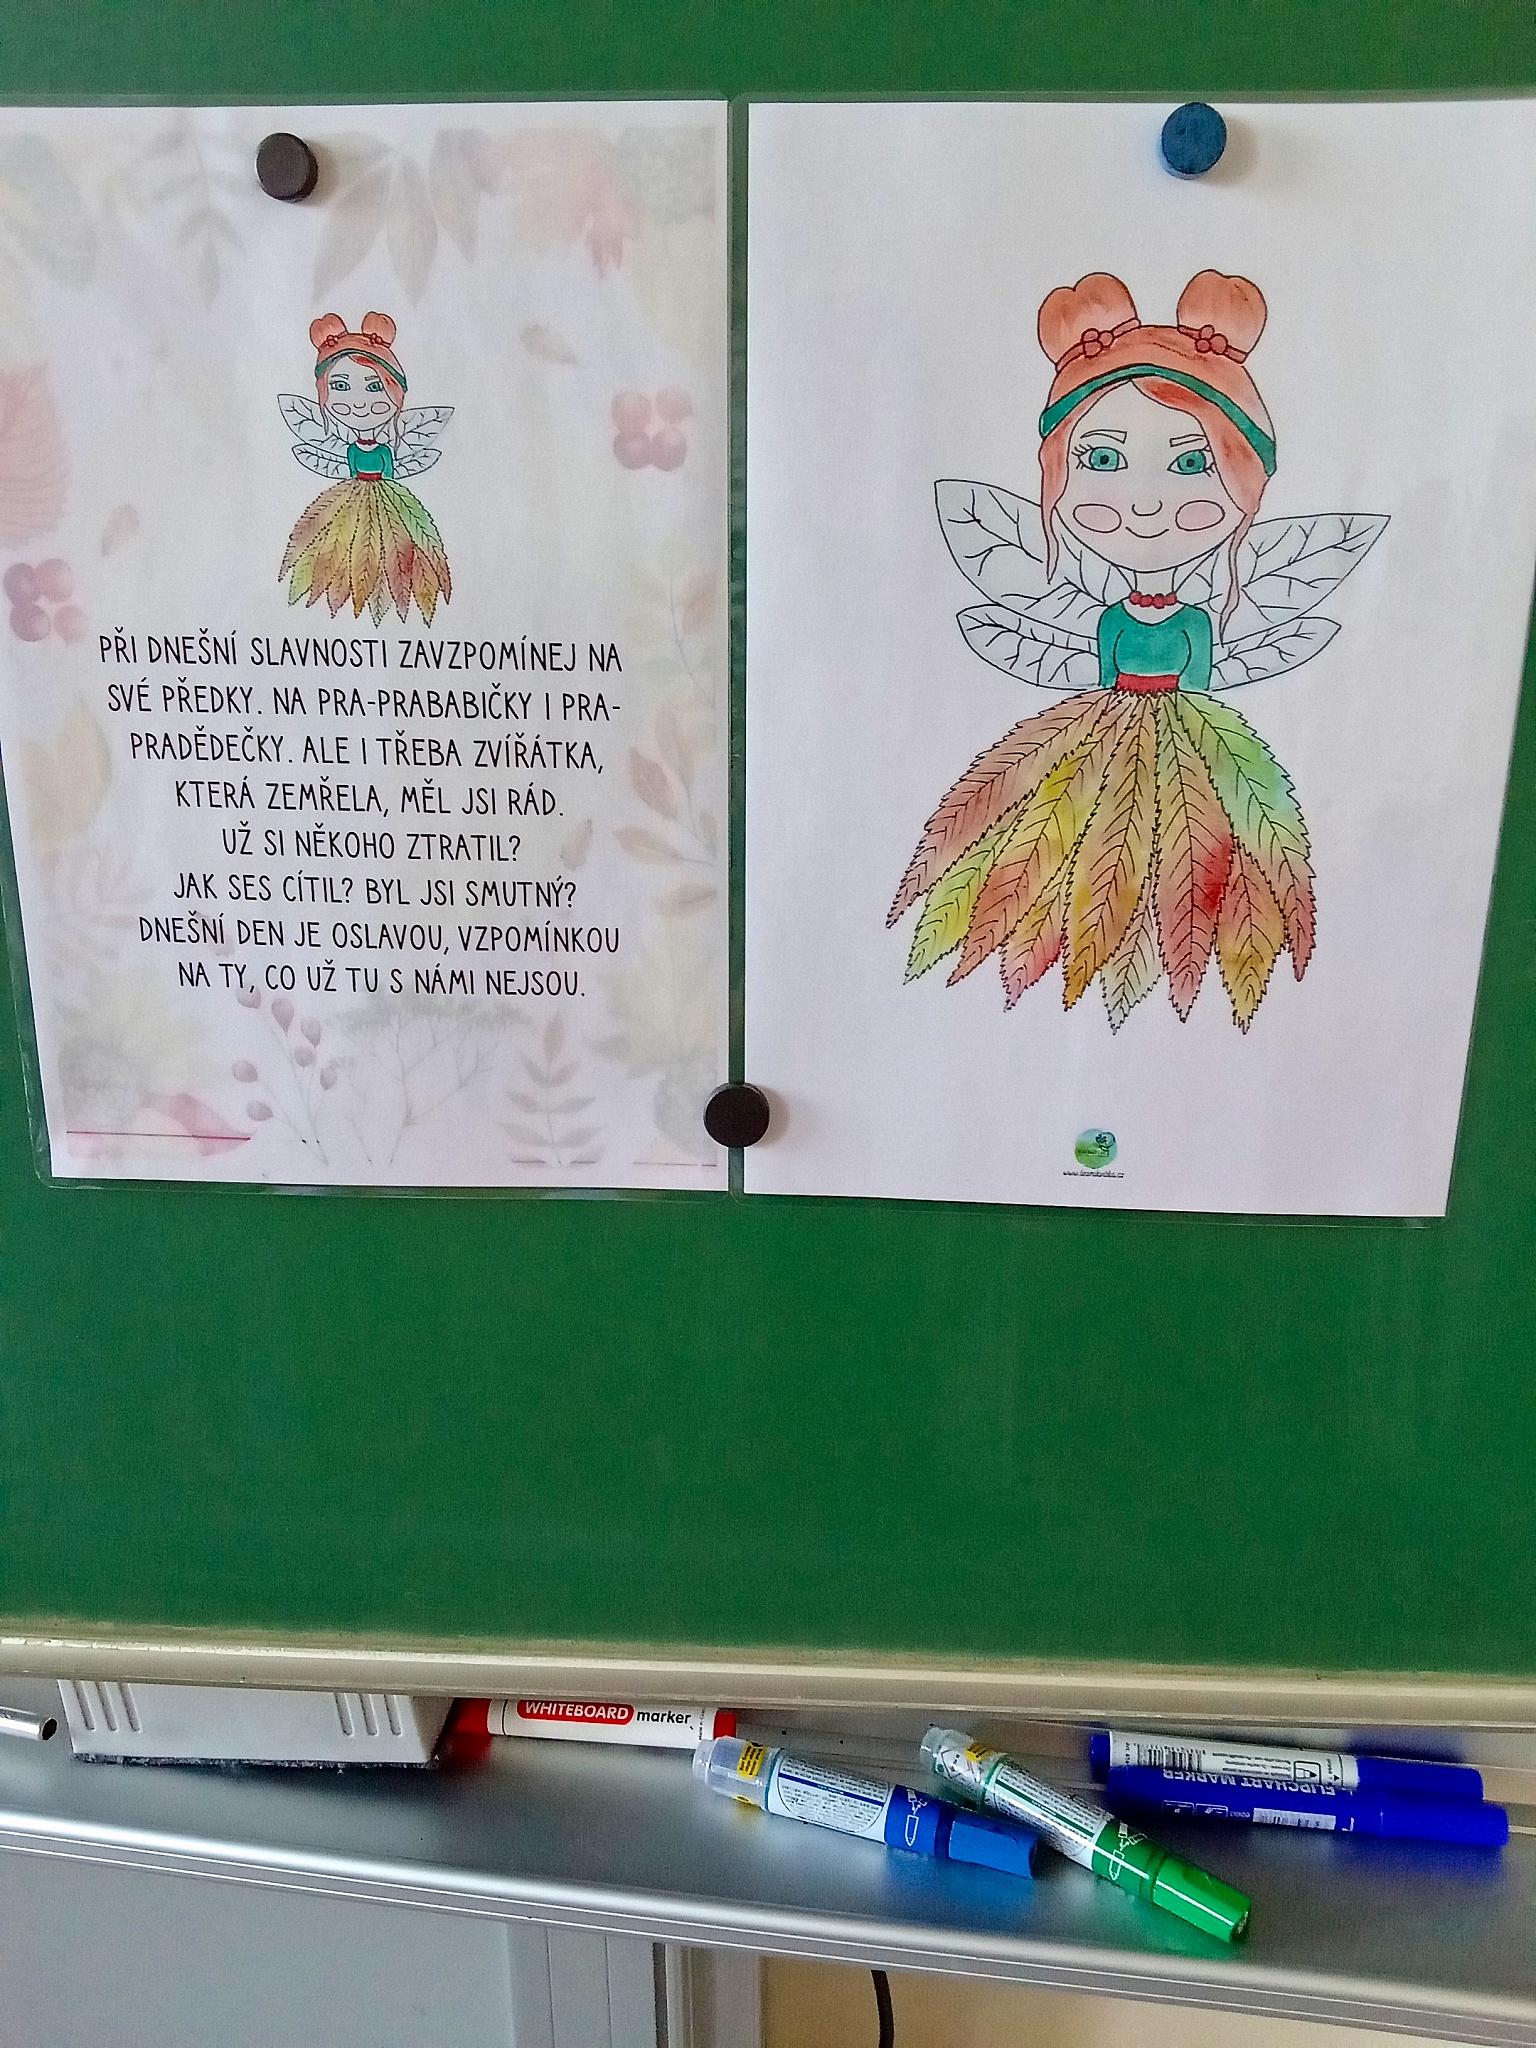 PŘI DNEŠNÍ SLAVNOSTI ZAVZPOMÍNEJ NA
SVÉ PŘEDKY. NA PRA-PRABABIČKY I PRA-
PRADĚDEČKY. ALE I TŘEBA ZVÍŘÁTKA,
KTERÁ ZEMŘELA, MĚL JSI RÁD.
UŽ SI NĚKOHO ZTRATIL?
JAK SES CÍTIL? BYL JSI SMUTNÝ?
DNEŠNÍ DEN JE OSLAVOU, VZPOMÍNKOU
NA TY, CO UŽ TU S NÁMI NEJSOU.
WHITEBOARD marker
FLIPCHART MARKER